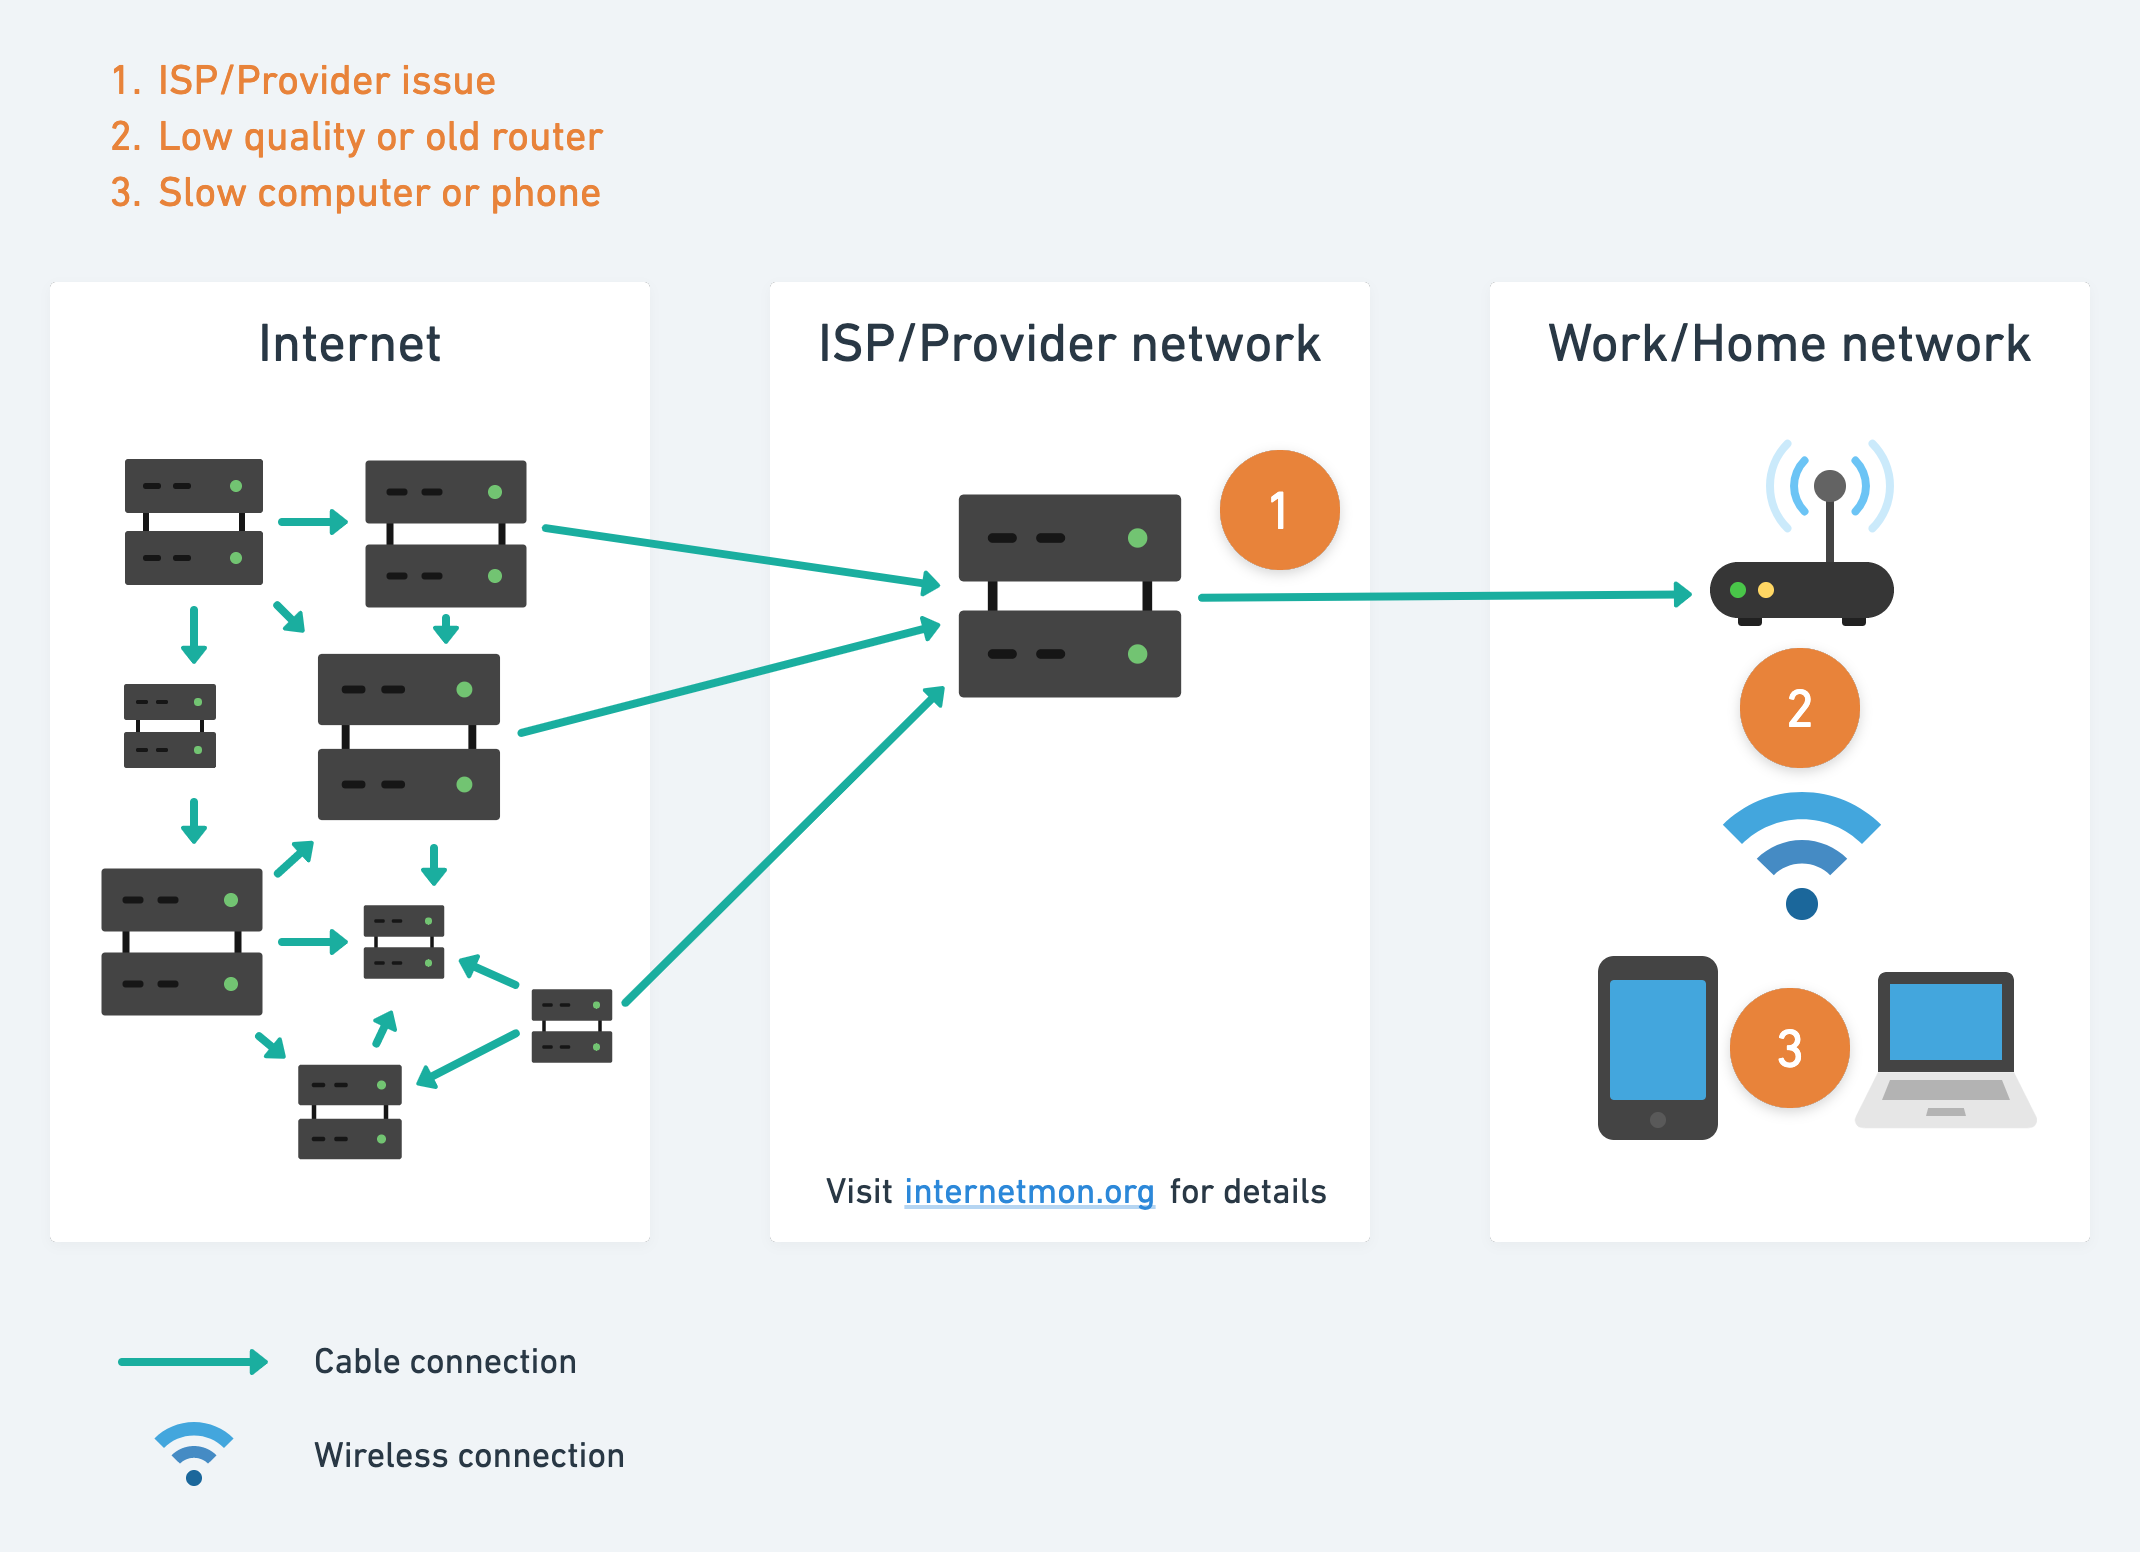 1. ISP/Provider issue
2. Low quality or old router
3. Slow computer or phone
Internet
ISP/Provider network
Work/Home network
1
2
3
Visit internetmon.org for details
Cable connection
Wireless connection